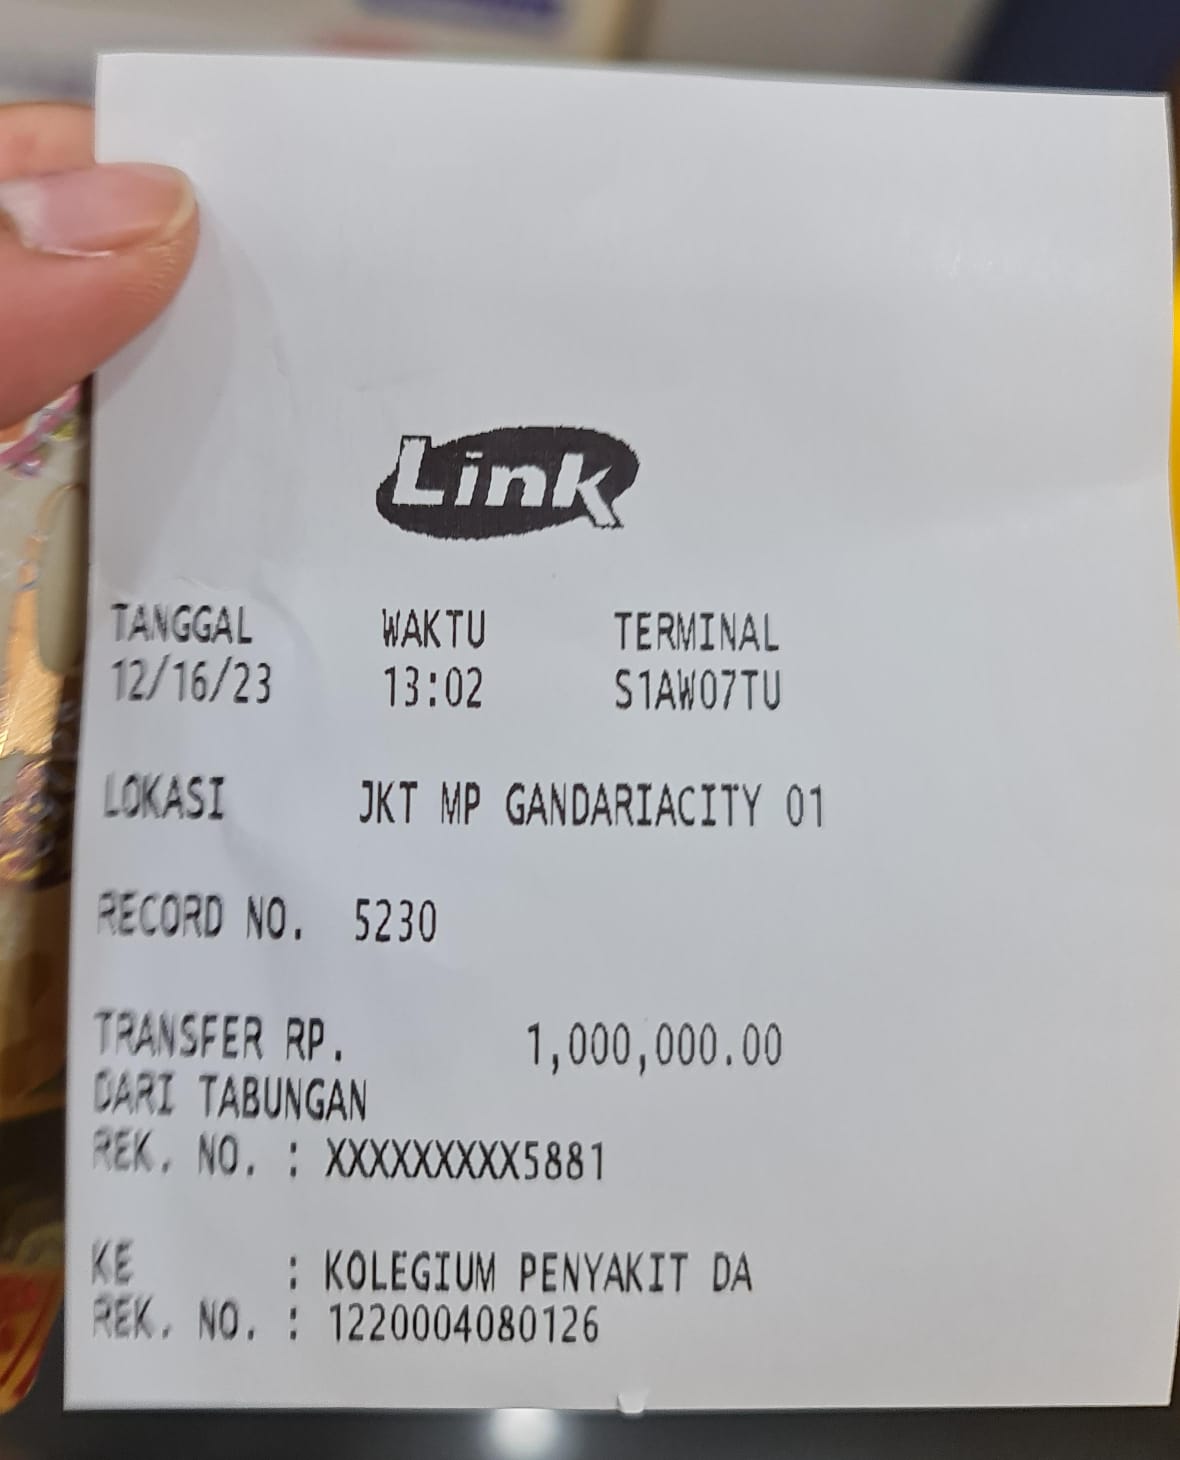 Link
TANGGAL WAKTU TERMINAL
12/16/23 13:02 S1AW07TU
LOKASI JKT MP GANDARIACITY 01
RECORD NO. 5230
TRANSFER RP. 1,000,000.00
DARI TABUNGAN
REK. NO. : XXXXXXXXX5881
KE : KOLEGIUM PENYAKIT DA
REK. NO. : 1220004080126